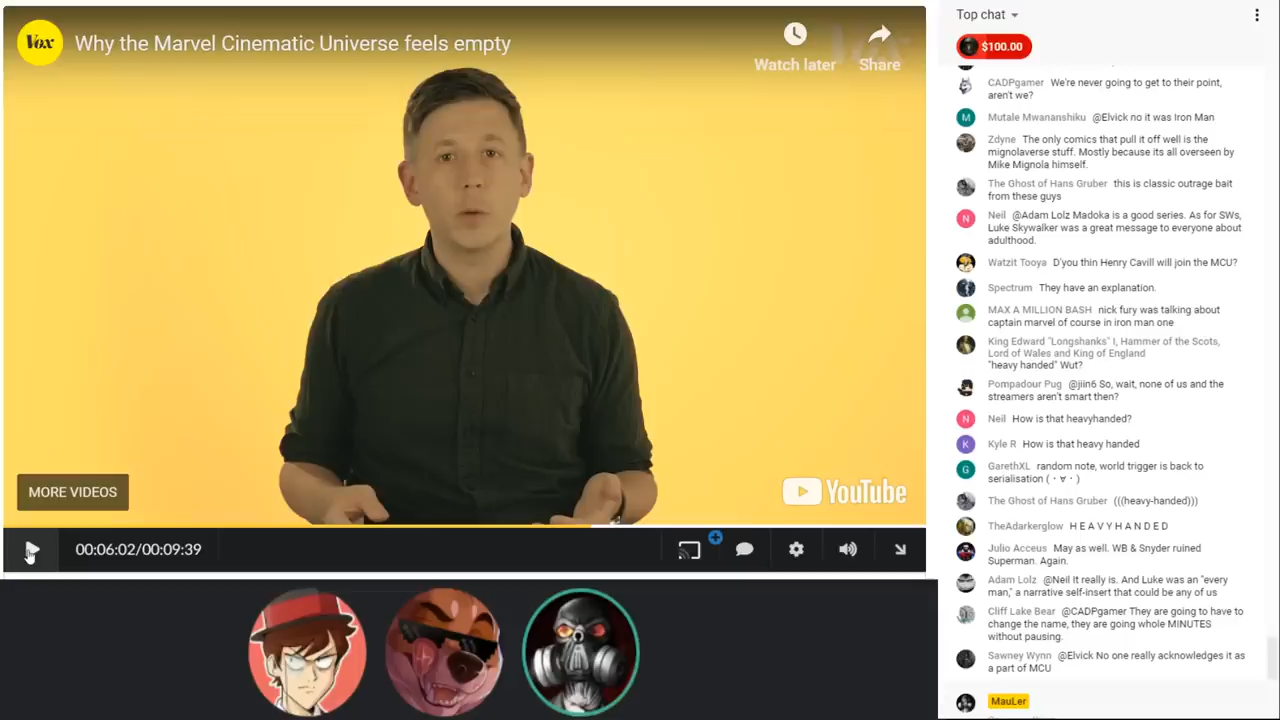 Vox
Why the Marvel Cinematic Universe feels empty
Watch later
Share
MORE VIDEOS
YouTube
00:06:02/00:09:39
Top chat
$100.00
CADPgamer We're never going to get to their point,
aren't we?
Mutale Mwananshiku @Elvick no it was Iron Man
Zdyne The only comics that pull it off well is the
mignolaverse stuff. Mostly because its all overseen by
Mike Mignola himself.
The Ghost of Hans Gruber this is classic outrage bait
from these guys
Neil @Adam Lolz Madoka is a good series. As for SWs,
Luke Skywalker was a great message to everyone about
adulthood.
Watzit Tooya D'you thin Henry Cavill will join the MCU?
Spectrum They have an explanation.
MAX A MILLION BASH nick fury was talking about
captain marvel of course in iron man one
King Edward "Longshanks" I, Hammer of the Scots,
Lord of Wales and King of England
"heavy handed" Wut?
Pompadour Pug @jiin6 So, wait, none of us and the
streamers aren't smart then?
Neil How is that heavyhanded?
Kyle R How is that heavy handed
GarethXL random note, world trigger is back to
serialisation (・∀・)
The Ghost of Hans Gruber (((heavy-handed)))
TheAdarkerglow H E A V Y H A N D E D
Julio Acceus May as well. WB & Snyder ruined
Superman. Again.
Adam Lolz @Neil It really is. And Luke was an "every
man," a narrative self-insert that could be any of us
Cliff Lake Bear @CADPgamer They are going to have to
change the name, they are going whole MINUTES
without pausing.
Sawney Wynn @Elvick No one really acknowledges it as
a part of MCU
MauLer